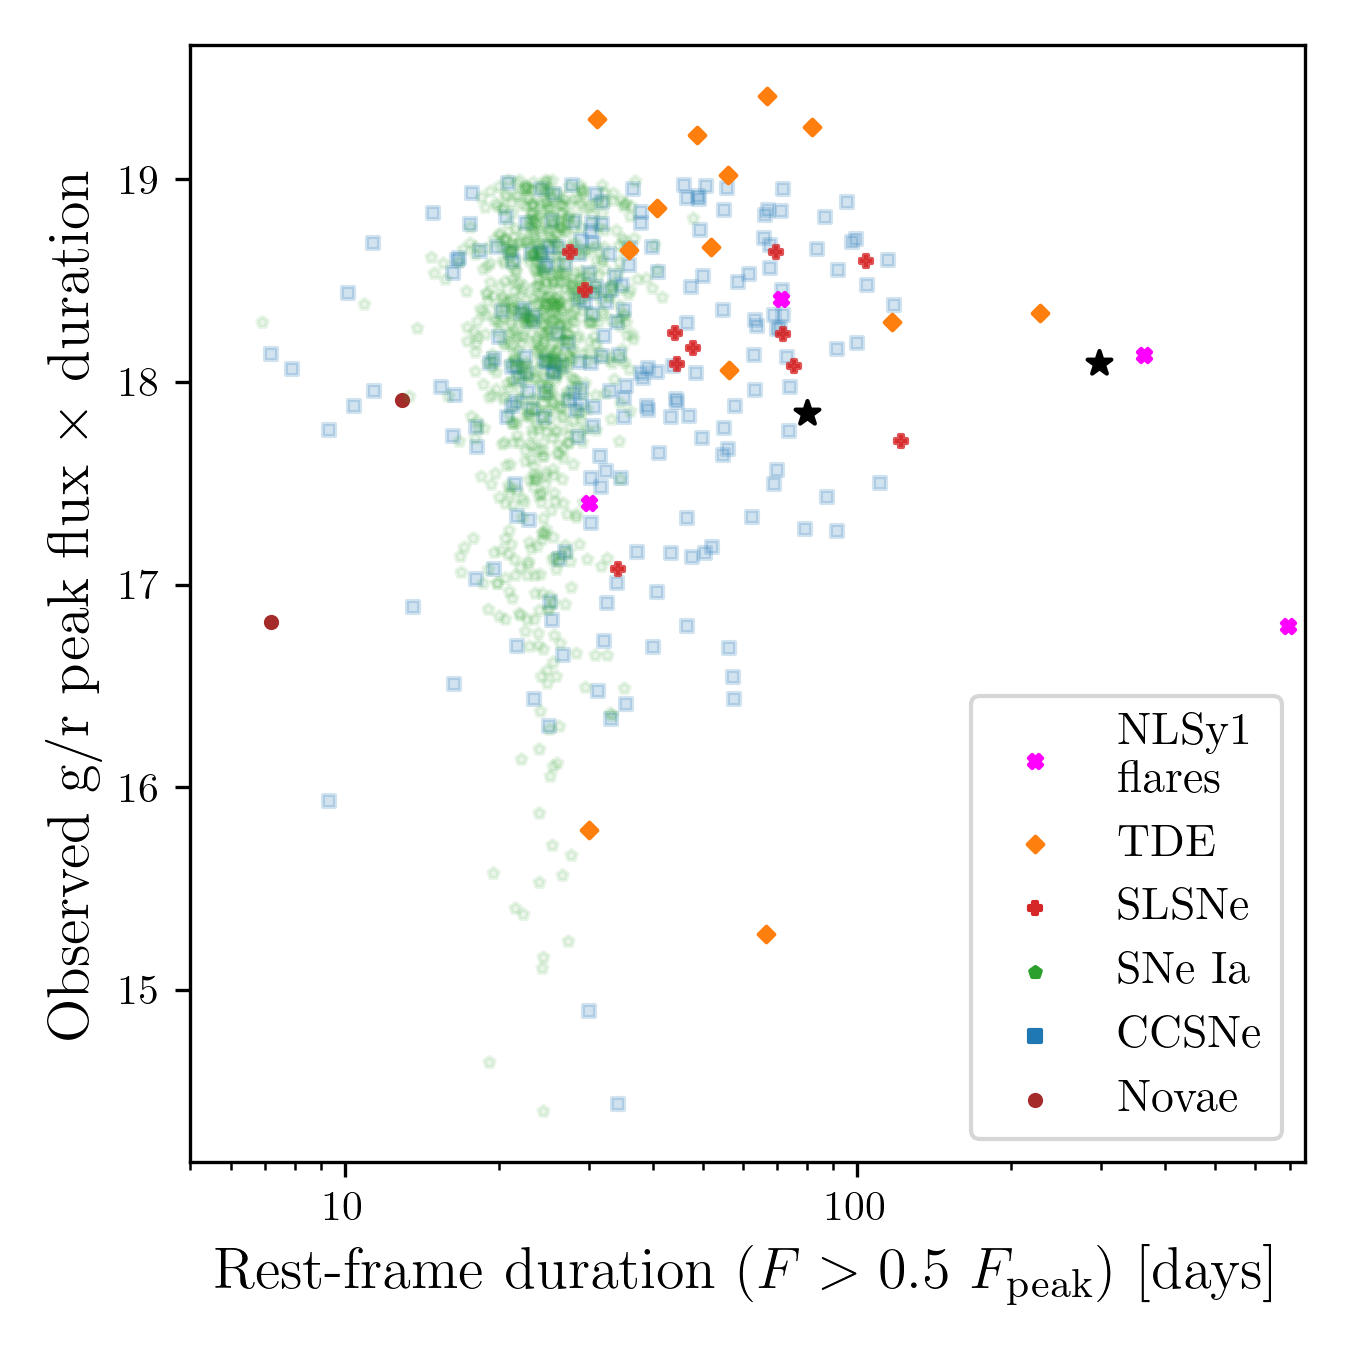 Observed g/r peak flux × duration
19
18
17
16
15
10
100
Rest-frame duration (F > 0.5 F_peak) [days]
NLSy1
flares
TDE
SLSNe
SNe Ia
CCSNe
Novae